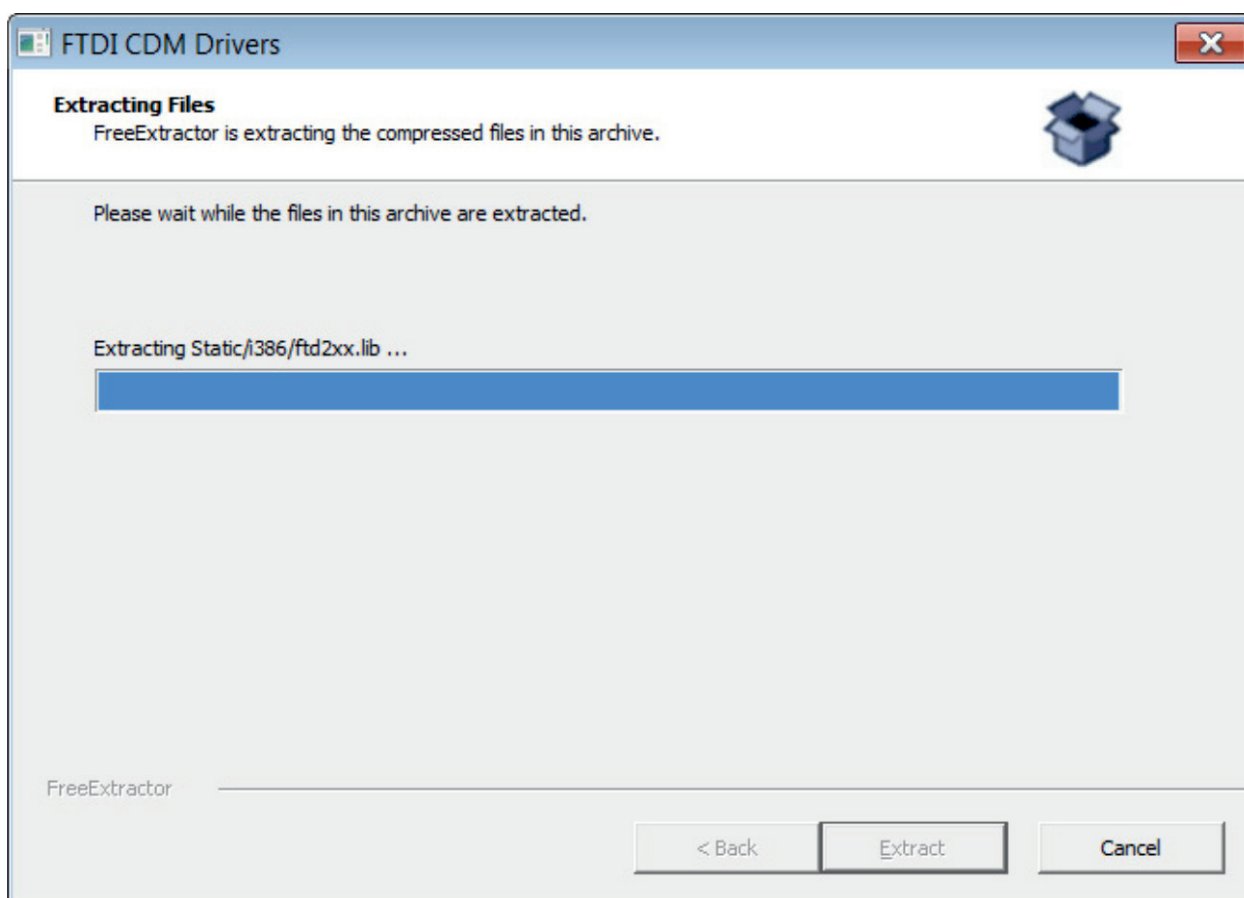 FTDI CDM Drivers
Extracting Files
FreeExtractor is extracting the compressed files in this archive.
Please wait while the files in this archive are extracted.
Extracting Static/i386/ftd2xx.lib ...
FreeExtractor
< Back
Extract
Cancel